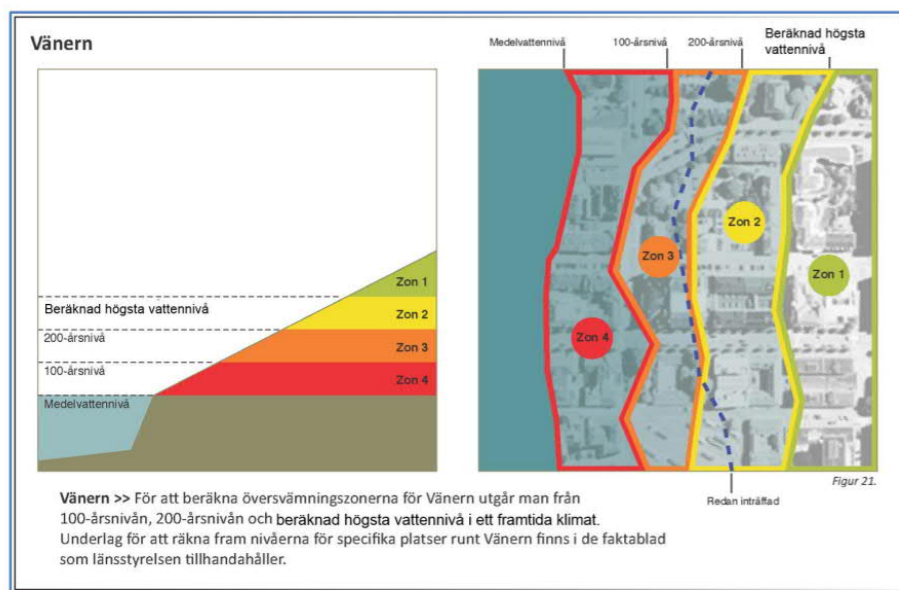 Vänern
Medelvattennivå
100-årsnivå
200-årsnivå
Beräknad högsta
vattennivå
Zon 1
Beräknad högsta vattennivå
Zon 2
200-årsnivå
Zon 3
100-årsnivå
Zon 4
Medelvattennivå
Zon 2
Zon 3
Zon 1
Zon 4
Figur 21.
Redan inträffad
Vänern >> För att beräkna översvämningzonerna för Vänern utgår man från
100-årsnivån, 200-årsnivån och beräknad högsta vattennivå i ett framtida klimat.
Underlag för att räkna fram nivåerna för specifika platser runt Vänern finns i de faktablad
som länsstyrelsen tillhandahåller.